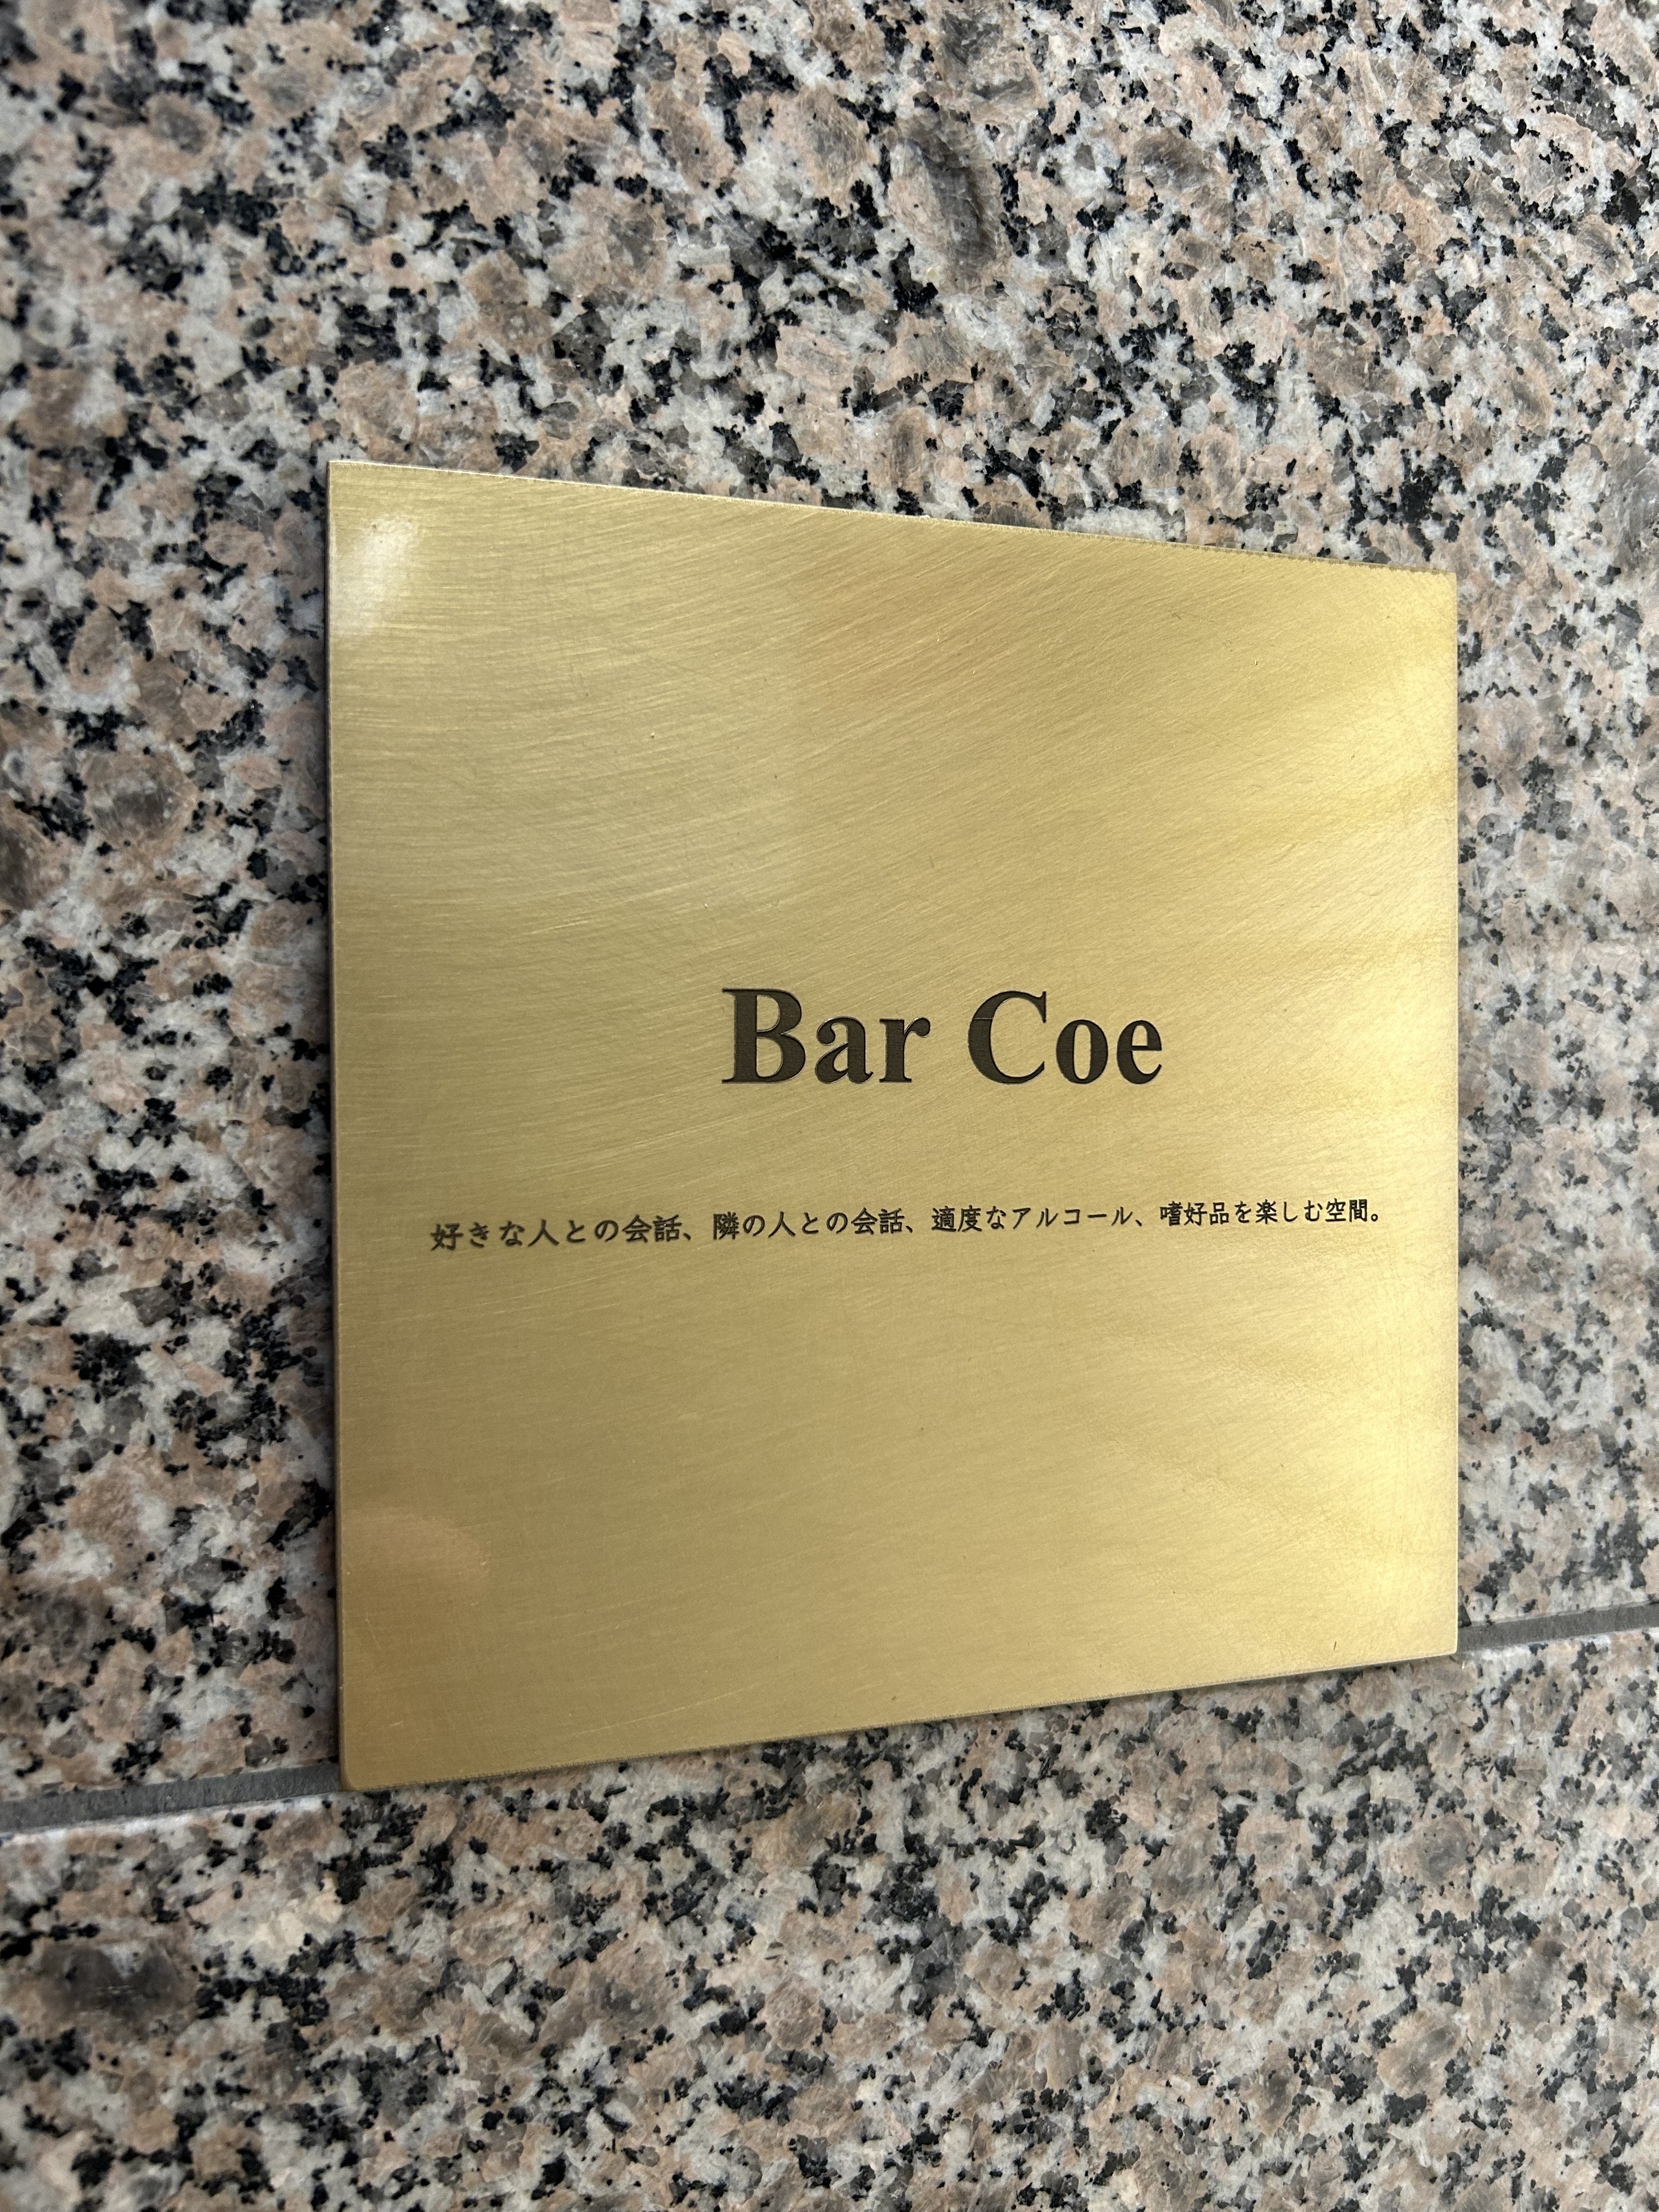 Bar Coe
好きな人との会話、隣の人との会話、適度なアルコール、嗜好品を楽しむ空間。